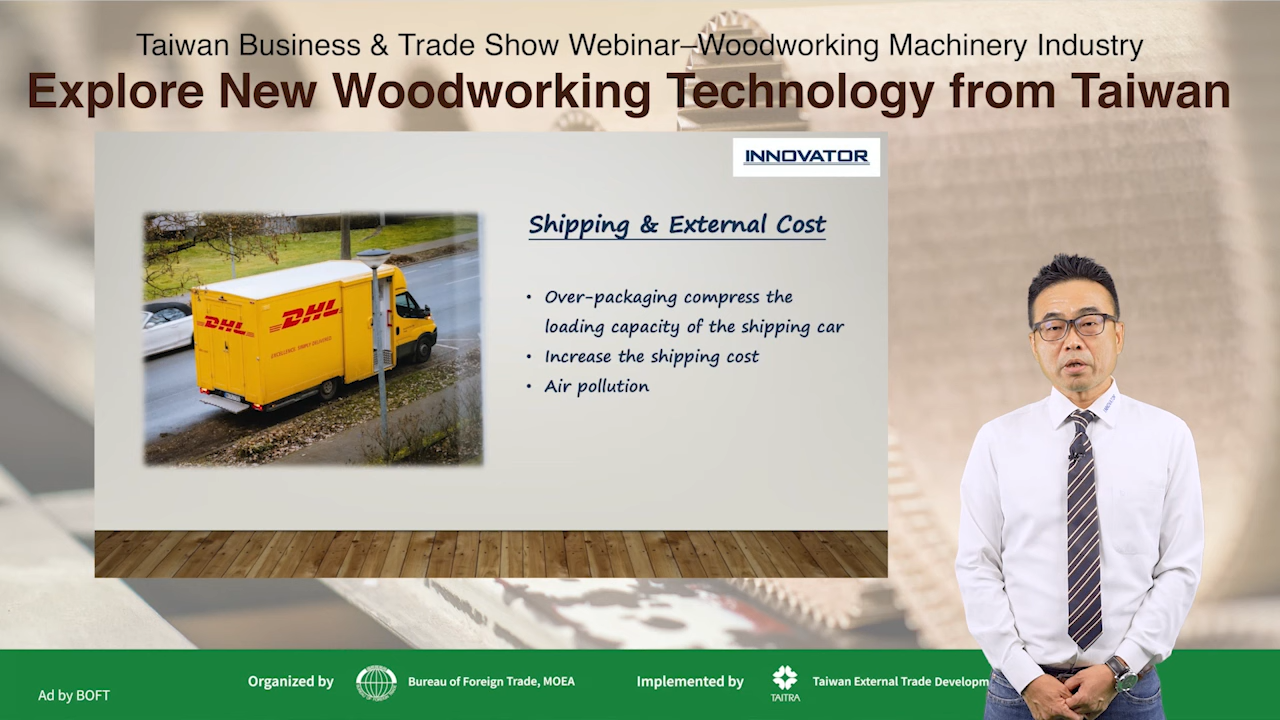 Taiwan Business & Trade Show Webinar–Woodworking Machinery Industry
Explore New Woodworking Technology from Taiwan
INNOVATOR
Shipping & External Cost
• Over-packaging compress the
loading capacity of the shipping car
• Increase the shipping cost
• Air pollution
DHL
DHL
Ad by BOFT
Organized by
Bureau of Foreign Trade, MOEA
Implemented by
TAITRA
Taiwan External Trade Developm